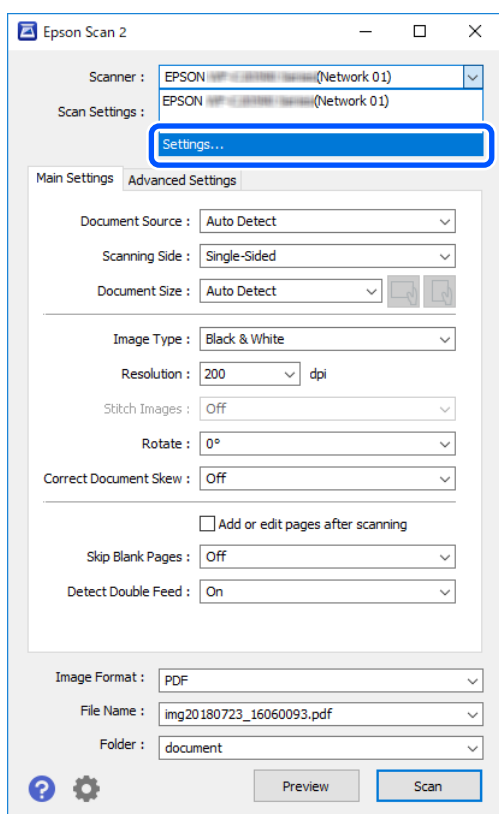 Epson Scan 2
Scanner : EPSON (Network 01)
EPSON (Network 01)
Scan Settings :
Settings...
Main Settings Advanced Settings
Document Source : Auto Detect
Scanning Side : Single-Sided
Document Size : Auto Detect
Image Type : Black & White
Resolution : 200 dpi
Stitch Images : Off
Rotate : 0°
Correct Document Skew : Off
Add or edit pages after scanning
Skip Blank Pages : Off
Detect Double Feed : On
Image Format : PDF
File Name : img20180723_16060093.pdf
Folder : document
? Preview Scan